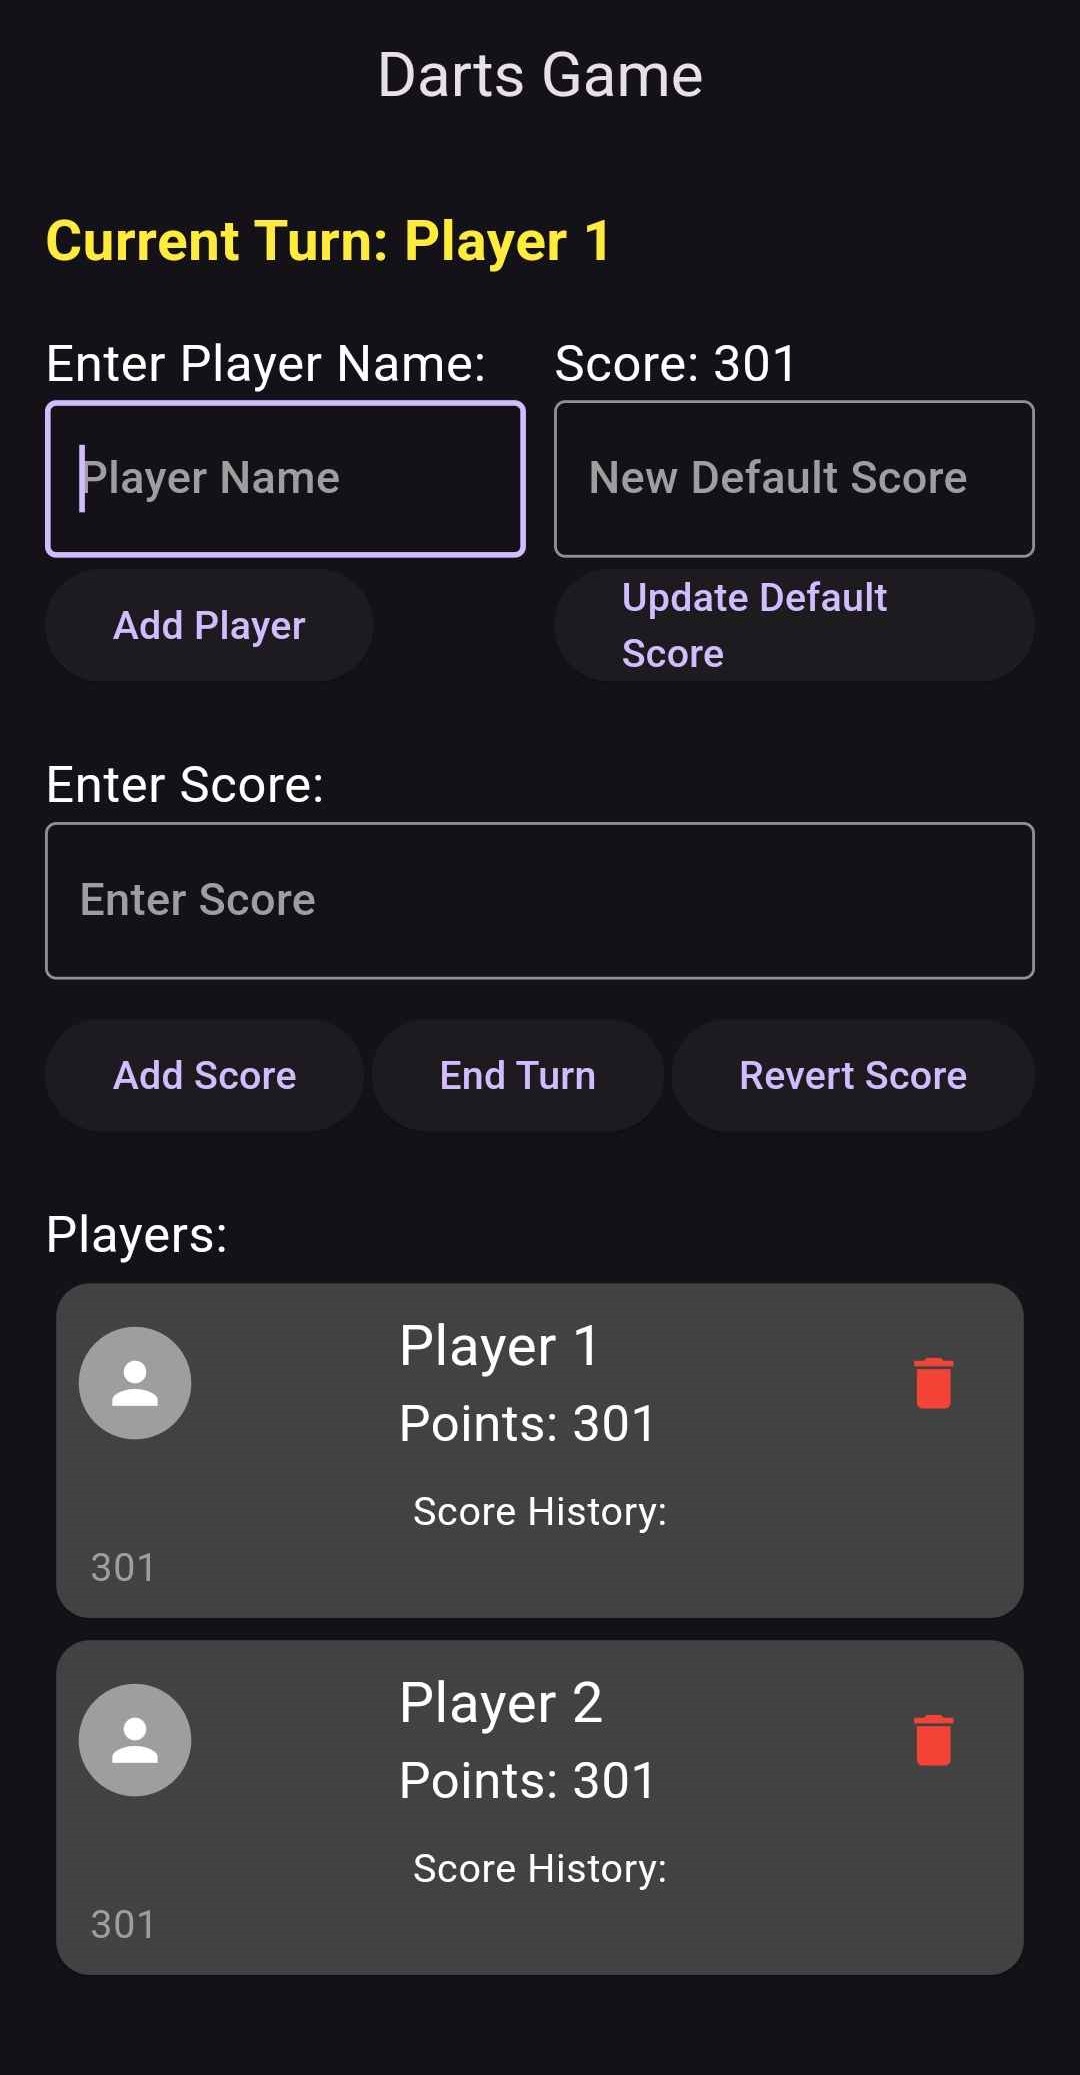 Darts Game
Current Turn: Player 1
Enter Player Name:
Score: 301
Player Name
New Default Score
Add Player
Update Default
Score
Enter Score:
Enter Score
Add Score
End Turn
Revert Score
Players:
Player 1
Points: 301
Score History:
301
Player 2
Points: 301
Score History:
301